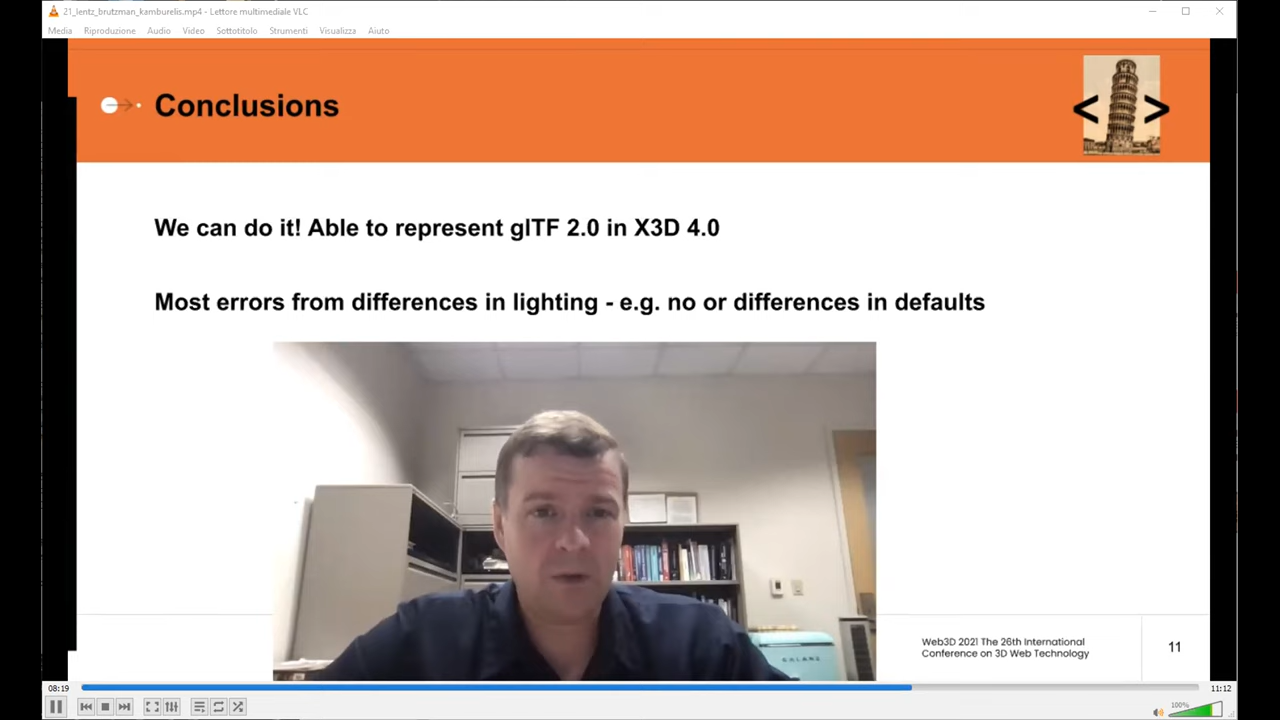 21_lentz_brutzman_kamburelis.mp4 - Lettore multimediale VLC
Media Riproduzione Audio Video Sottotitolo Strumenti Visualizza Aiuto
Conclusions
< >
We can do it! Able to represent glTF 2.0 in X3D 4.0
Most errors from differences in lighting - e.g. no or differences in defaults
GALANZ
Web3D 2021 The 26th International
Conference on 3D Web Technology
11
08:19
11:12
100%